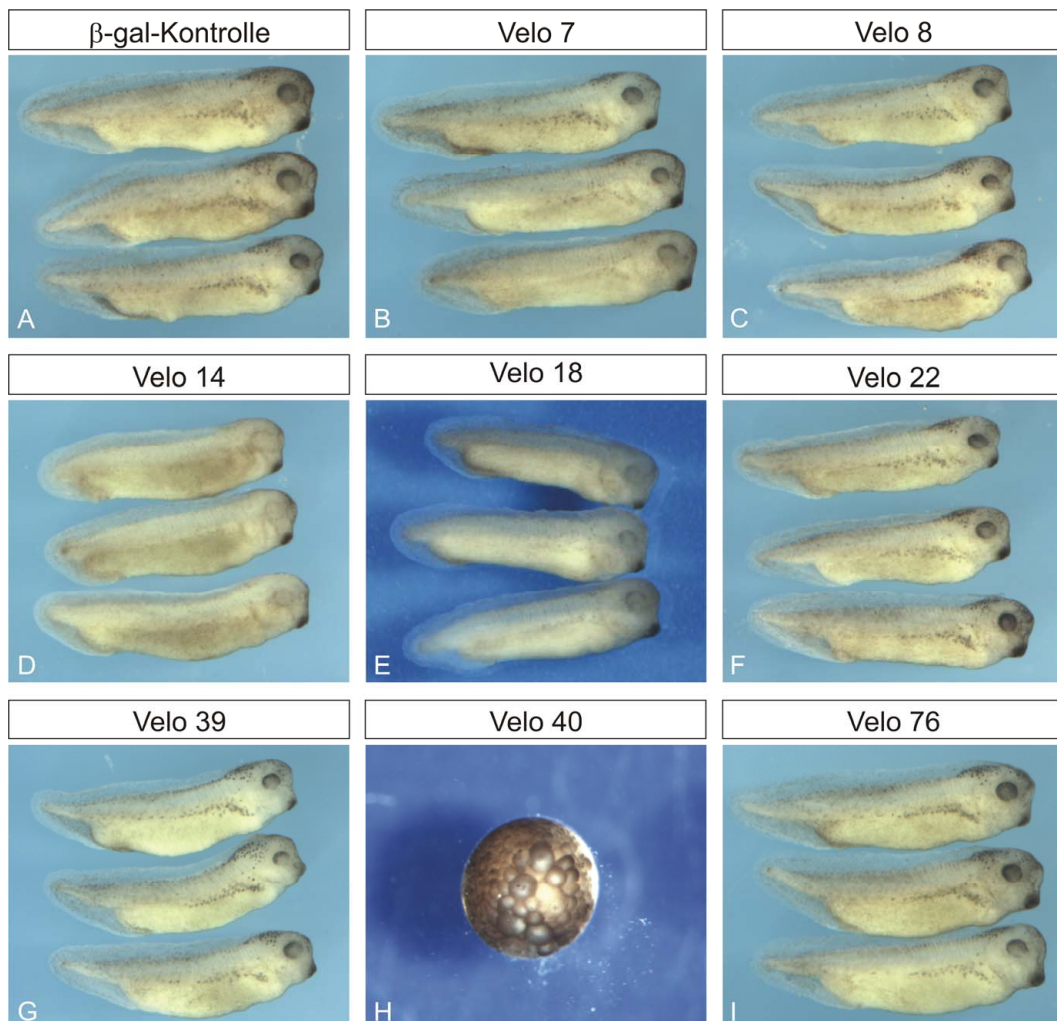 β-gal-Kontrolle
Velo 7
Velo 8
A
B
C
Velo 14
Velo 18
Velo 22
D
E
F
Velo 39
Velo 40
Velo 76
G
H
I